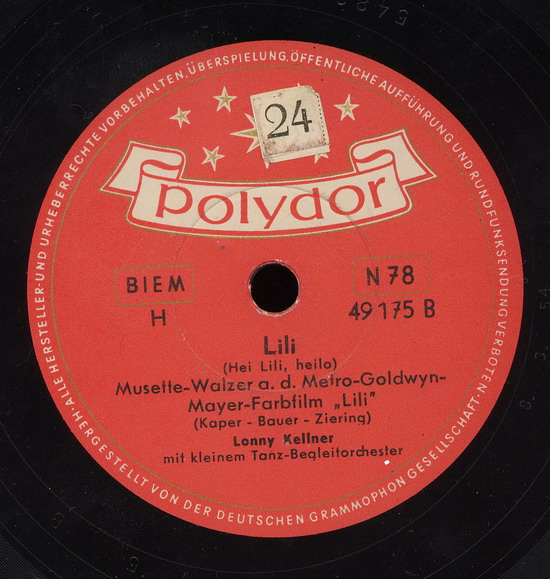 ALLE HERSTELLER- UND URHEBERRECHTE VORBEHALTEN, ÜBERSPIELUNG, ÖFFENTLICHE AUFFÜHRUNG UND RUNDFUNKSENDUNG VERBOTEN.
24
polydor
BIEM
N 78
H
49175 B
Lili
(Hei Lili, heilo)
Musette-Walzer a. d. Metro-Goldwyn-
Mayer-Farbfilm „Lili"
(Kaper - Bauer - Ziering)
Lonny Kellner
mit kleinem Tanz-Begleitorchester
HERGESTELLT VON DER DEUTSCHEN GRAMMOPHON GESELLSCHAFT.